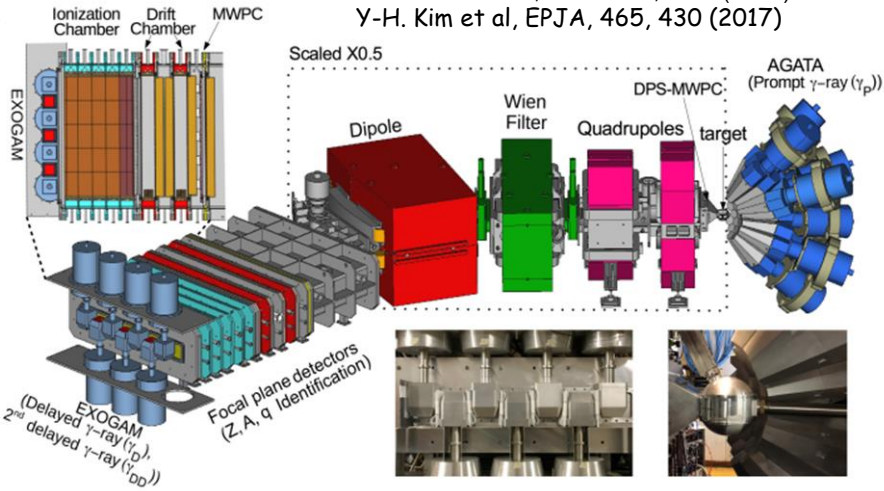 Y-H. Kim et al, EPJA, 465, 430 (2017)
Ionization
Chamber
Drift
Chamber
MWPC
EXOGAM
Scaled X0.5
Dipole
Wien
Filter
Quadrupoles
DPS-MWPC
target
AGATA
(Prompt γ-ray (γP))
Focal plane detectors
(Z, A, q Identification)
EXOGAM
(Delayed γ-ray (γD),
2nd delayed γ-ray (γDD))